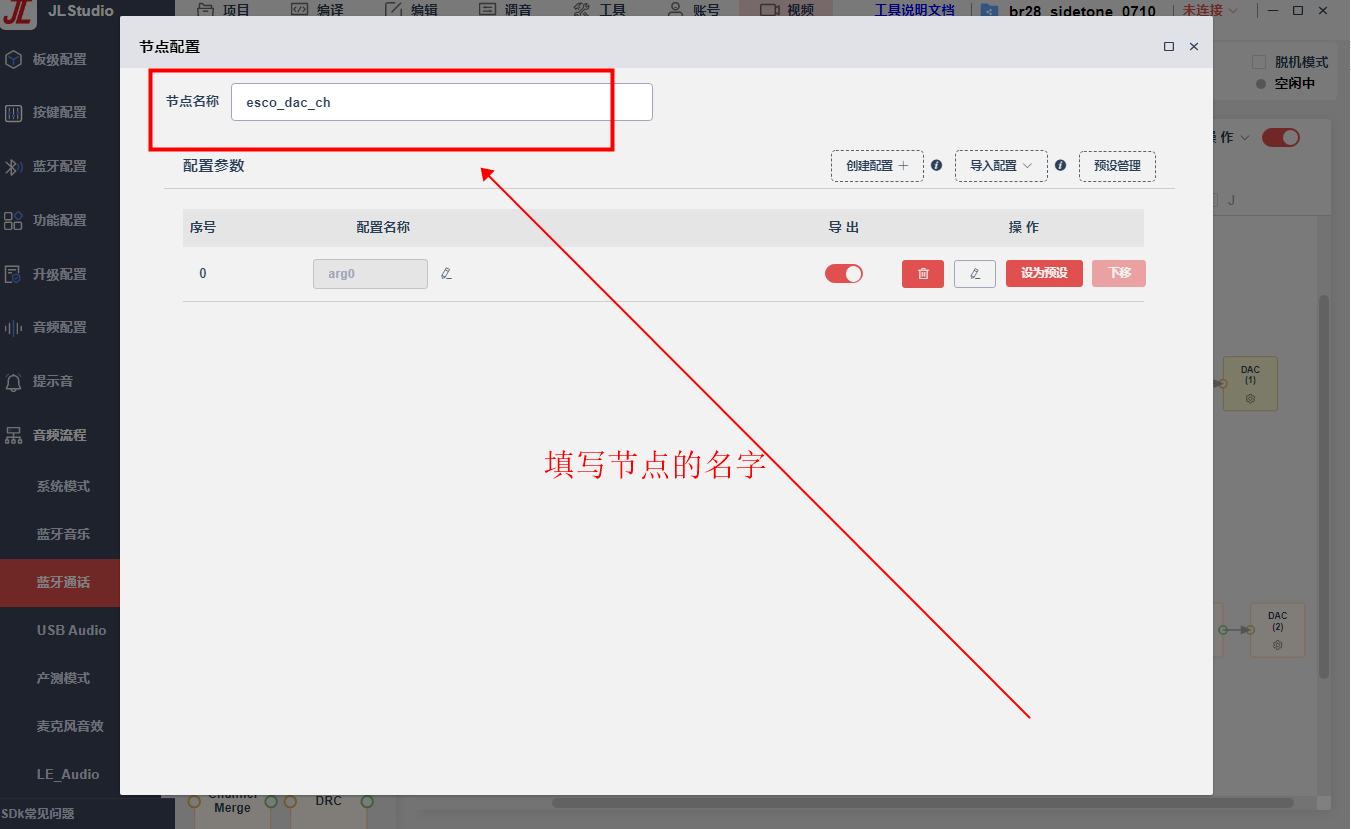 JL JLStudio
项目 编译 编辑 调音 工具 账号 视频 工具说明文档 br28_sidetone_0710 未连接
板级配置
按键配置
蓝牙配置
功能配置
升级配置
音频配置
提示音
音频流程
系统模式
蓝牙音乐
蓝牙通话
USB Audio
产测模式
麦克风音效
LE_Audio
SDk常见问题
节点配置
节点名称 esco_dac_ch
配置参数 创建配置 导入配置 预设管理
序号 配置名称 导 出 操 作
0 arg0 设为预设 下移
填写节点的名字
脱机模式
空闲中
作
J
DAC
(1)
DAC
(2)
Merge DRC